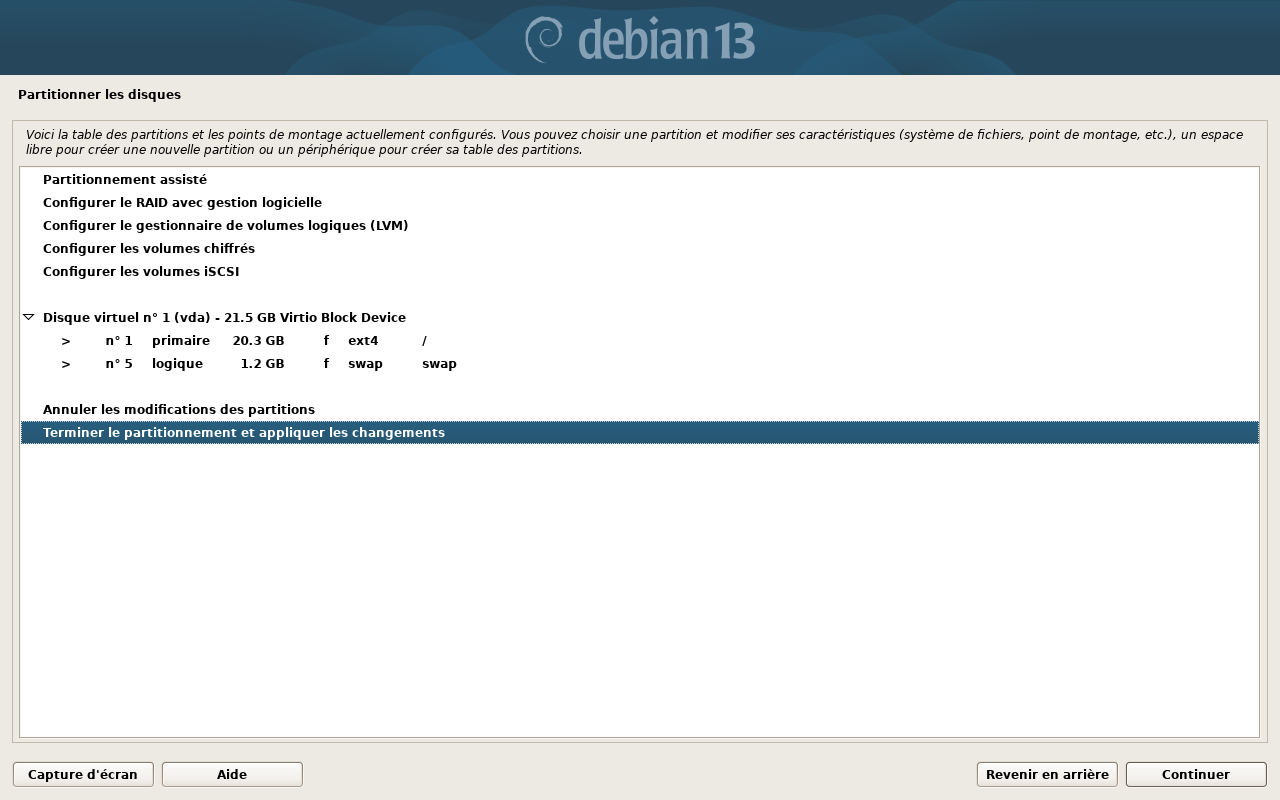 debian 13
Partitionner les disques
Voici la table des partitions et les points de montage actuellement configurés. Vous pouvez choisir une partition et modifier ses caractéristiques (système de fichiers, point de montage, etc.), un espace
libre pour créer une nouvelle partition ou un périphérique pour créer sa table des partitions.
Partitionnement assisté
Configurer le RAID avec gestion logicielle
Configurer le gestionnaire de volumes logiques (LVM)
Configurer les volumes chiffrés
Configurer les volumes iSCSI
Disque virtuel n° 1 (vda) - 21.5 GB Virtio Block Device
> n° 1 primaire 20.3 GB f ext4 /
> n° 5 logique 1.2 GB f swap swap
Annuler les modifications des partitions
Terminer le partitionnement et appliquer les changements
Capture d'écran Aide Revenir en arrière Continuer